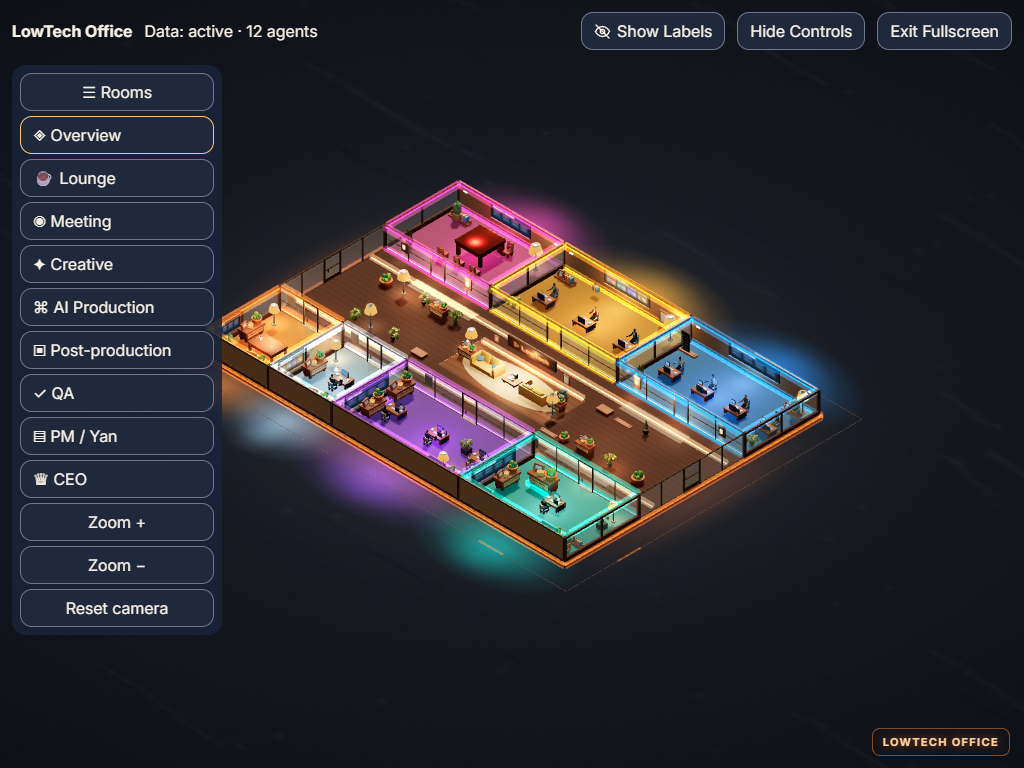 LowTech Office Data: active · 12 agents
Show Labels
Hide Controls
Exit Fullscreen
☰ Rooms
◈ Overview
Lounge
◉ Meeting
✦ Creative
⌘ AI Production
▣ Post-production
✓ QA
▤ PM / Yan
♛ CEO
Zoom +
Zoom −
Reset camera
LOWTECH OFFICE